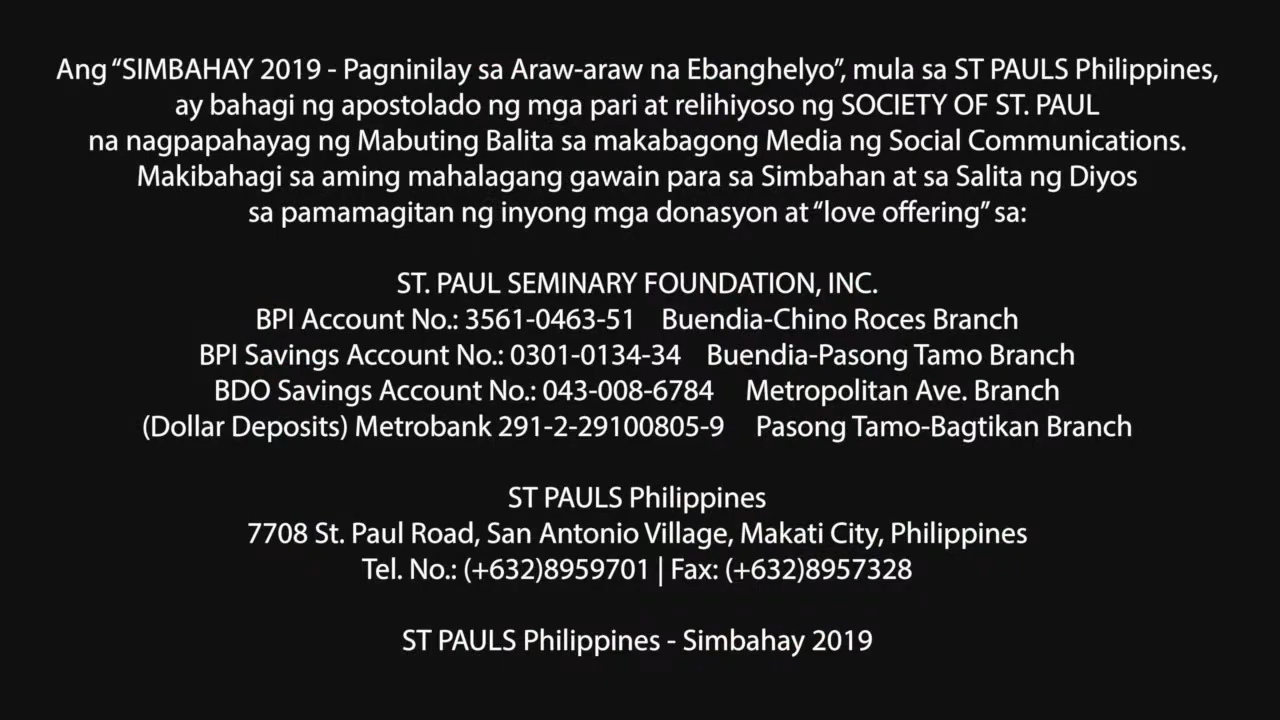 Ang “SIMBAHAY 2019 - Pagninilay sa Araw-araw na Ebanghelyo”, mula sa ST PAULS Philippines,
ay bahagi ng apostolado ng mga pari at relihiyoso ng SOCIETY OF ST. PAUL
na nagpapahayag ng Mabuting Balita sa makabagong Media ng Social Communications.
Makibahagi sa aming mahalagang gawain para sa Simbahan at sa Salita ng Diyos
sa pamamagitan ng inyong mga donasyon at “love offering” sa:
ST. PAUL SEMINARY FOUNDATION, INC.
BPI Account No.: 3561-0463-51 Buendia-Chino Roces Branch
BPI Savings Account No.: 0301-0134-34 Buendia-Pasong Tamo Branch
BDO Savings Account No.: 043-008-6784 Metropolitan Ave. Branch
(Dollar Deposits) Metrobank 291-2-29100805-9 Pasong Tamo-Bagtikan Branch
ST PAULS Philippines
7708 St. Paul Road, San Antonio Village, Makati City, Philippines
Tel. No.: (+632)8959701 | Fax: (+632)8957328
ST PAULS Philippines - Simbahay 2019